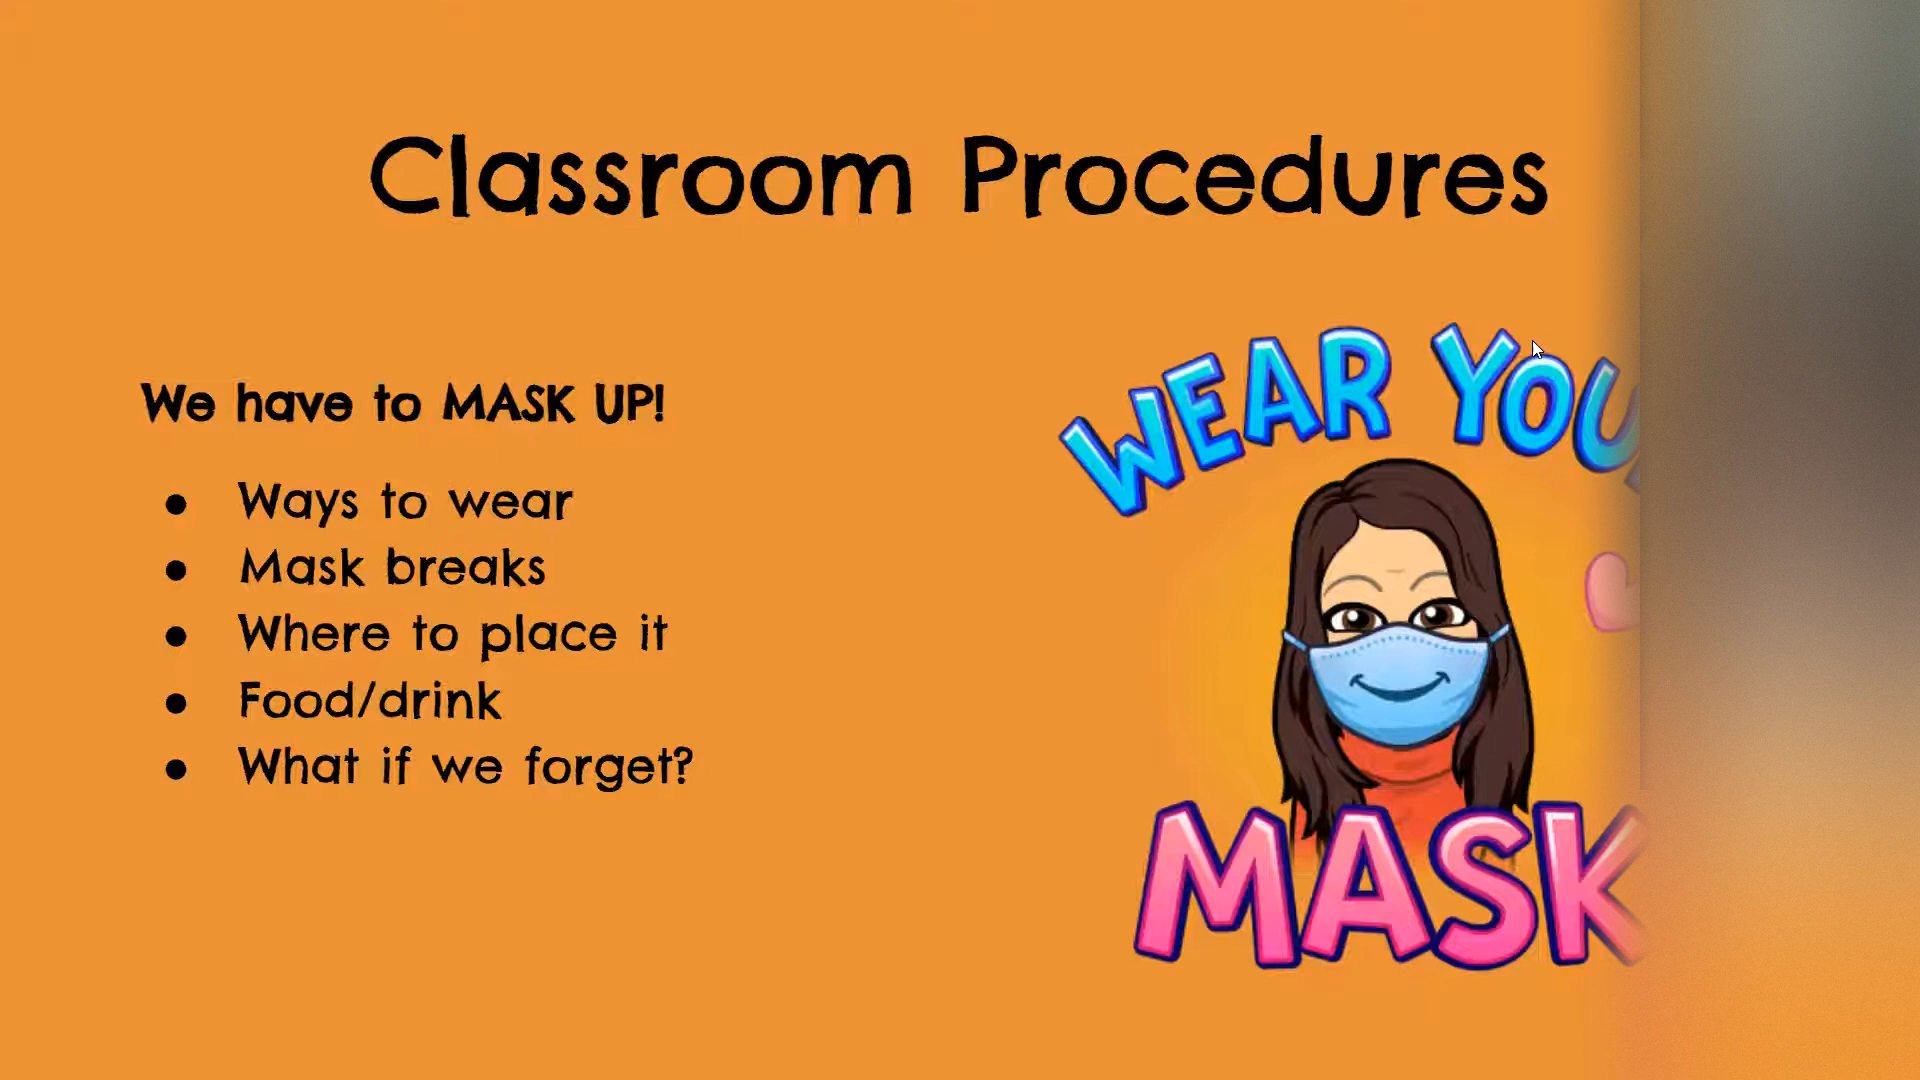 Classroom Procedures
We have to MASK UP!
● Ways to wear
● Mask breaks
● Where to place it
● Food/drink
● What if we forget?
WEAR YOU
MASK